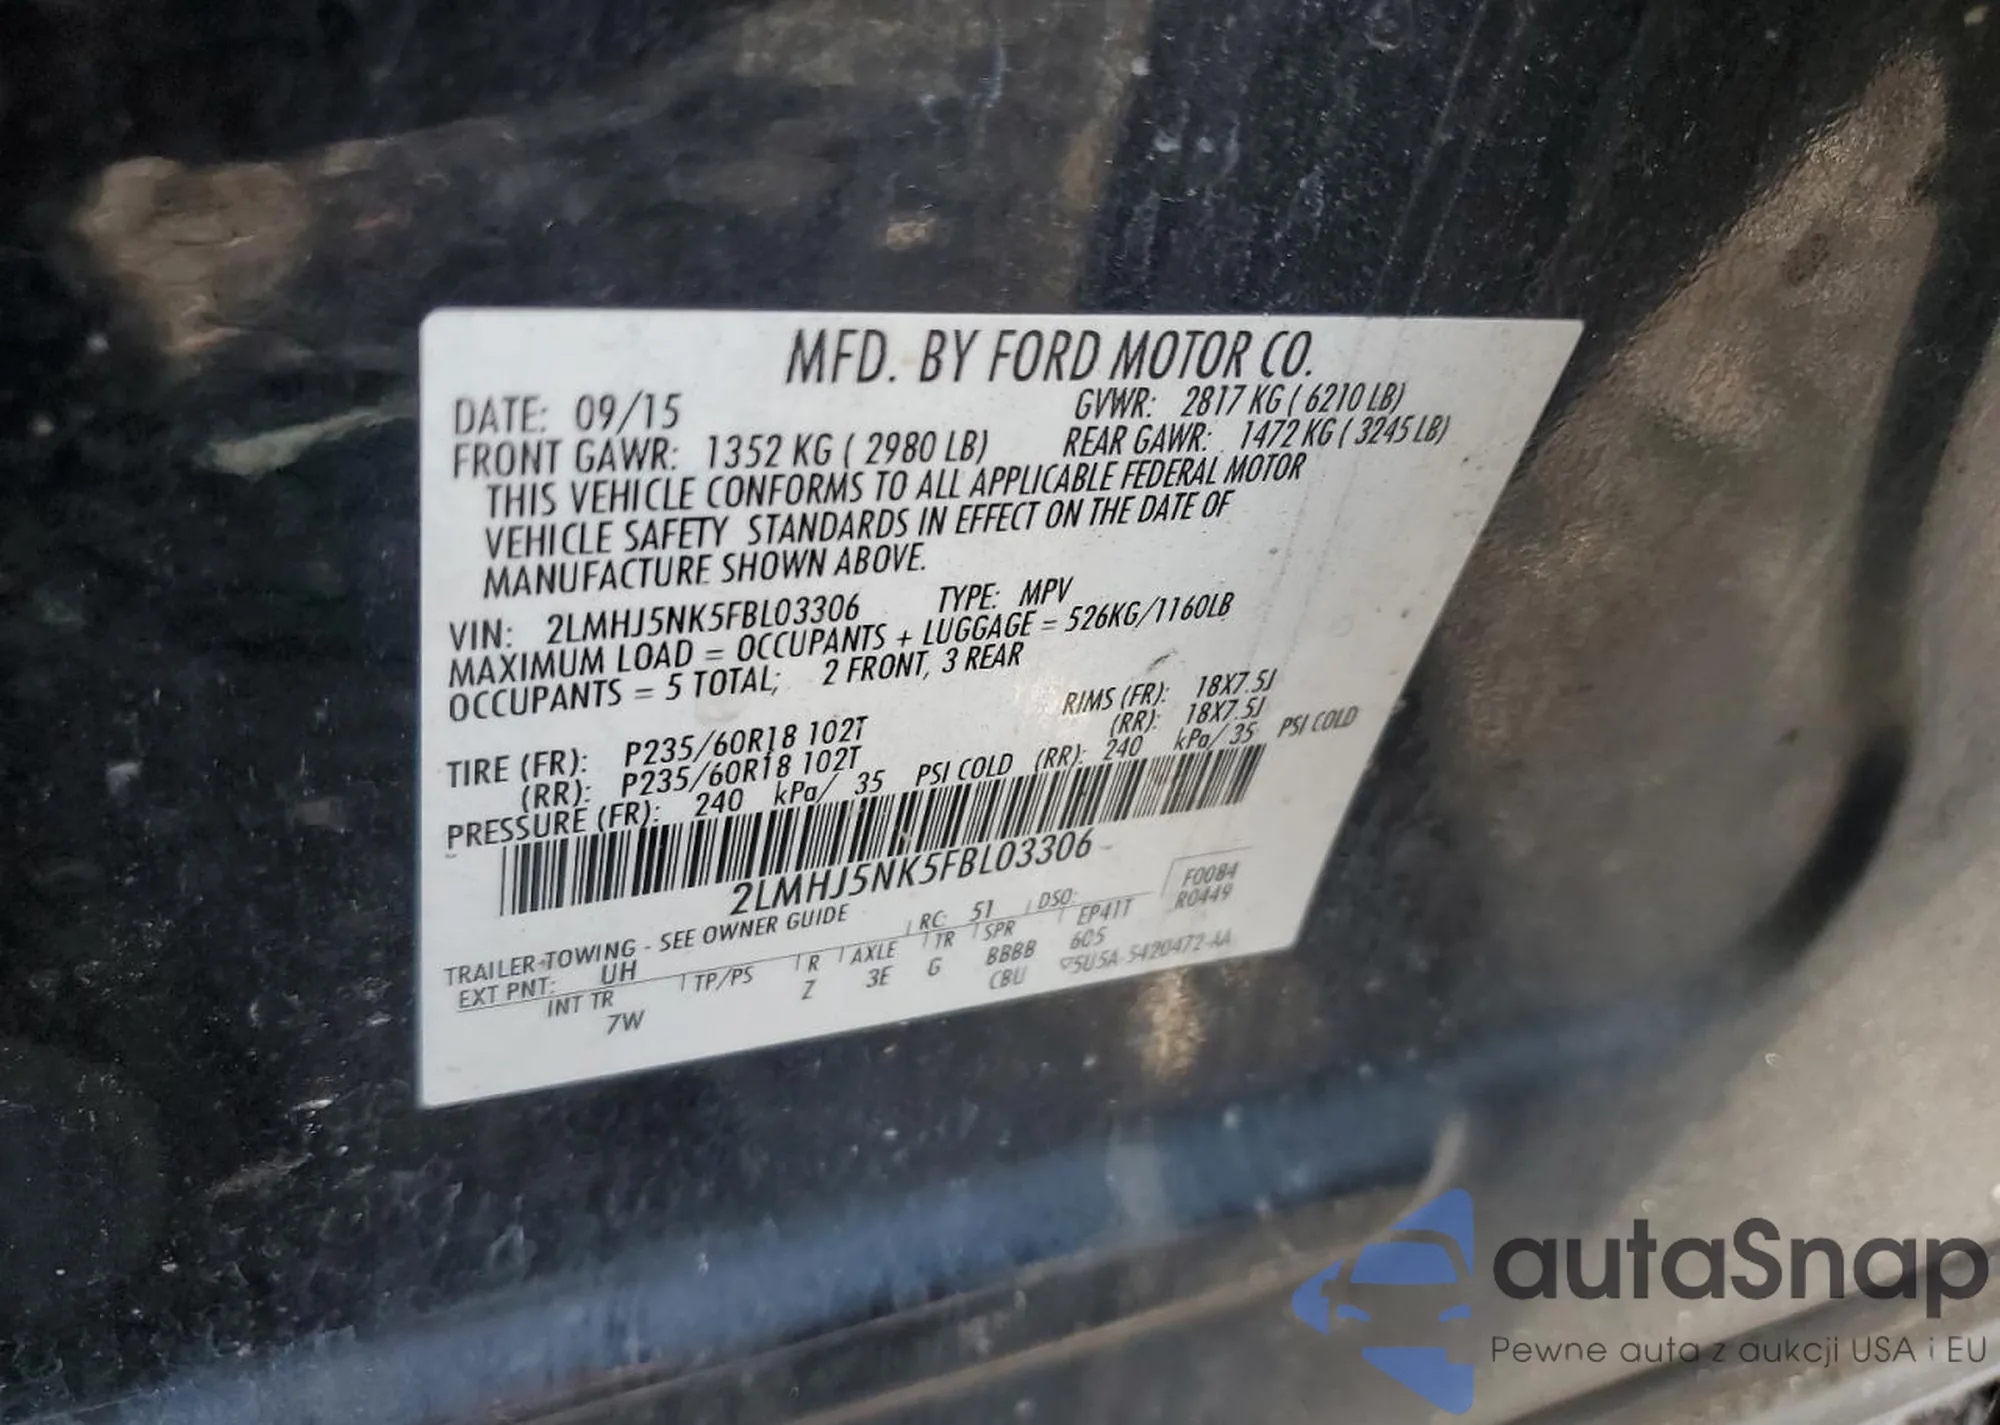 MFD. BY FORD MOTOR CO.
DATE: 09/15 GVWR: 2817 KG ( 6210 LB)
FRONT GAWR: 1352 KG ( 2980 LB) REAR GAWR: 1472 KG ( 3245 LB)
THIS VEHICLE CONFORMS TO ALL APPLICABLE FEDERAL MOTOR
VEHICLE SAFETY STANDARDS IN EFFECT ON THE DATE OF
MANUFACTURE SHOWN ABOVE.
VIN: 2LMHJ5NK5FBL03306 TYPE: MPV
MAXIMUM LOAD = OCCUPANTS + LUGGAGE = 526KG/1160LB
OCCUPANTS = 5 TOTAL; 2 FRONT, 3 REAR
TIRE (FR): P235/60R18 102T RIMS (FR): 18X7.5J
(RR): P235/60R18 102T (RR): 18X7.5J
PRESSURE (FR): 240 kPa/ 35 PSI COLD (RR): 240 kPa/ 35 PSI COLD
2LMHJ5NK5FBL03306
F0084
R0449
TRAILER TOWING - SEE OWNER GUIDE
EXT PNT: UH RC: 51 DSO: EP41T
INT TR TP/PS R AXLE TR SPR 605
7W Z 3E G BBBB
CBU 5U5A-5420472-AA
autaSnap
Pewne auta z aukcji USA i EU